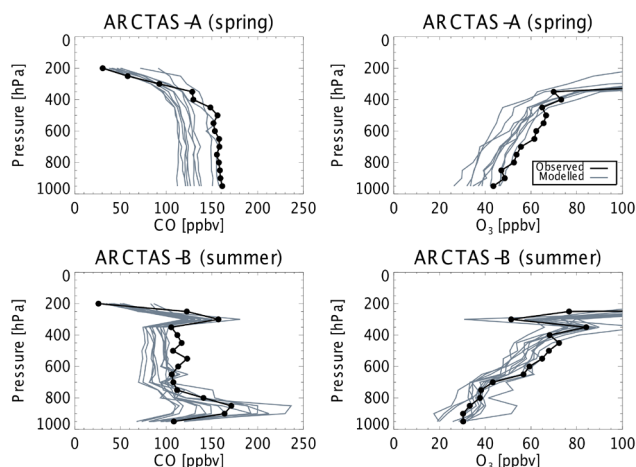 ARCTAS-A (spring)
0
200
400
600
800
1000
Pressure [hPa]
0 50 100 150 200 250
CO [ppbv]
ARCTAS-A (spring)
0
200
400
600
800
1000
Pressure [hPa]
Observed
Modelled
0 20 40 60 80 100
O3 [ppbv]
ARCTAS-B (summer)
0
200
400
600
800
1000
Pressure [hPa]
0 50 100 150 200 250
CO [ppbv]
ARCTAS-B (summer)
0
200
400
600
800
1000
Pressure [hPa]
0 20 40 60 80 100
O3 [ppbv]